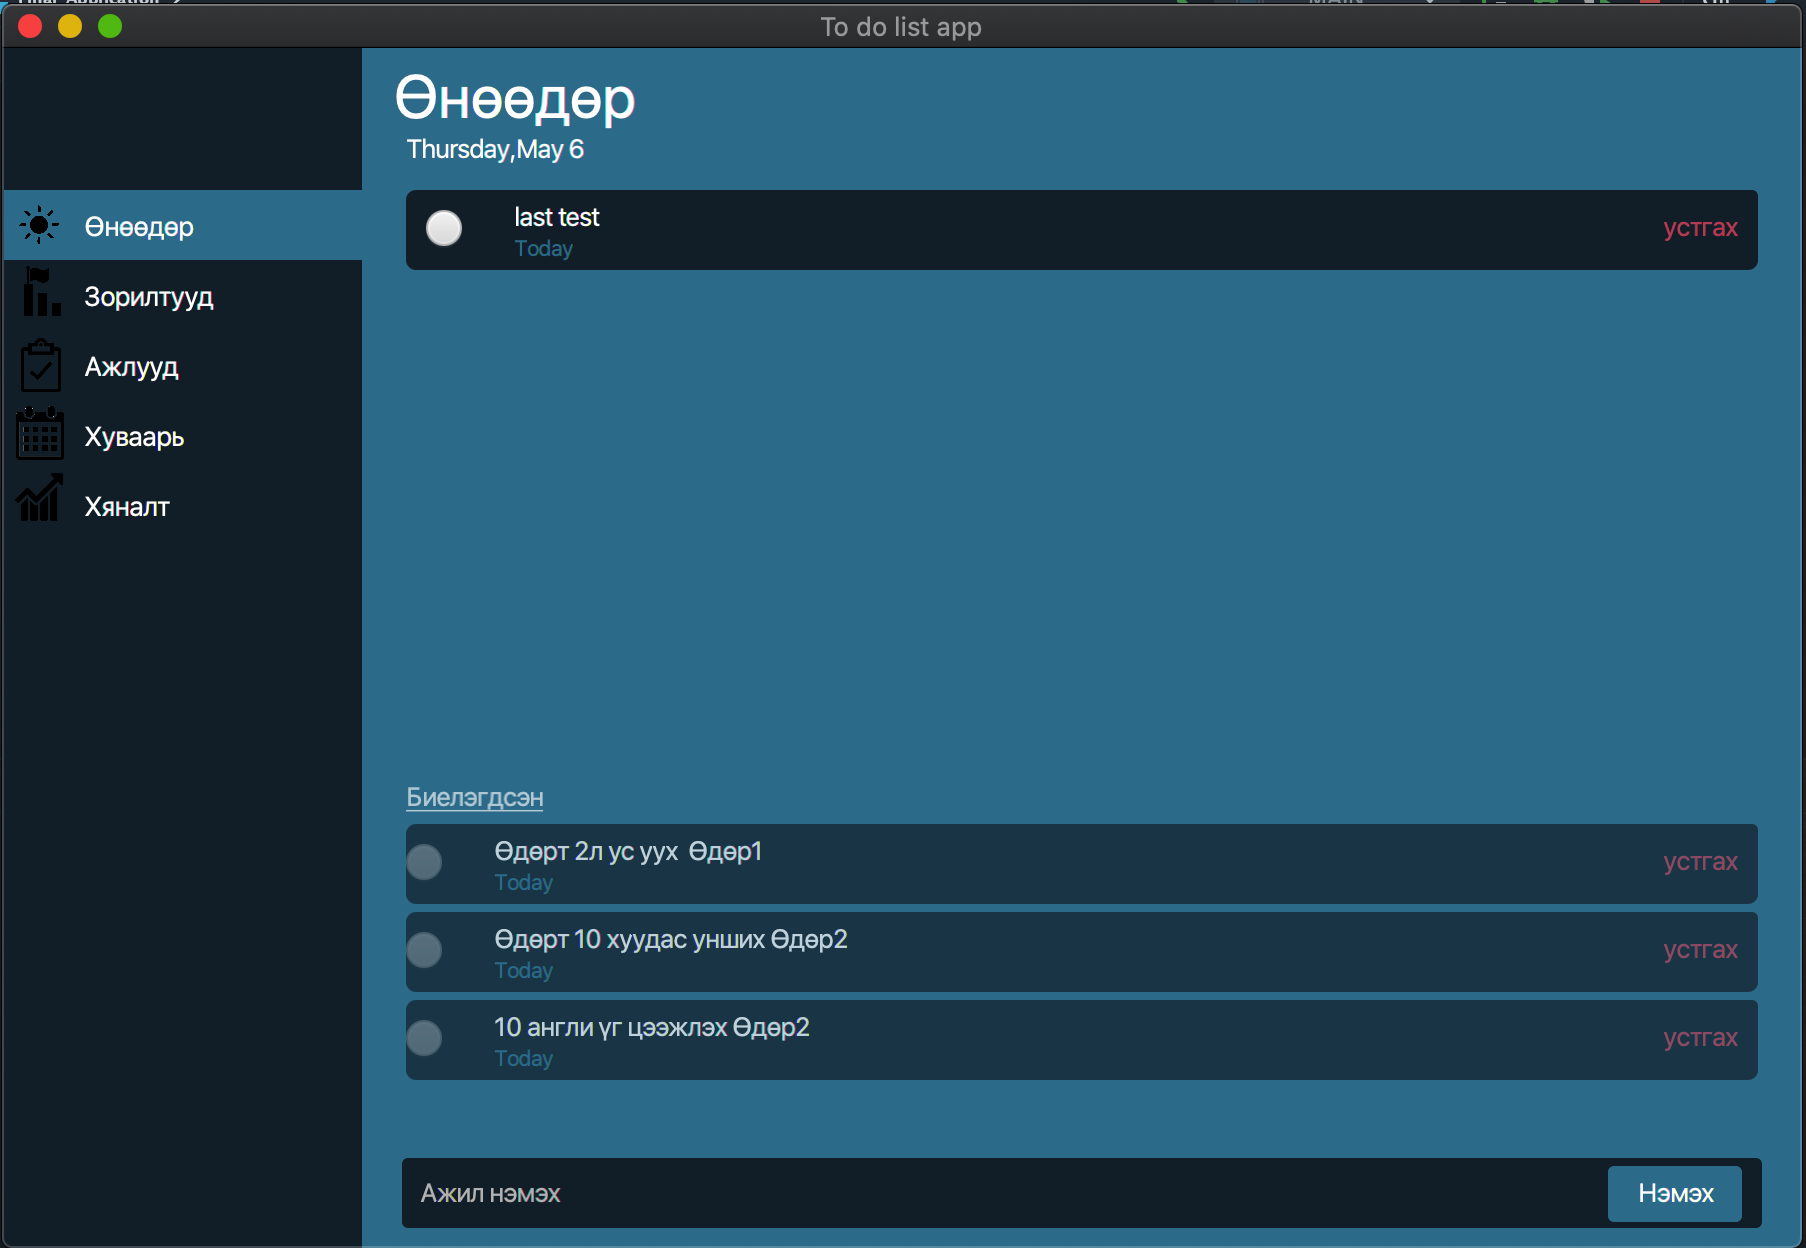 To do list app
Өнөөдөр
Thursday,May 6
Өнөөдөр
Зорилтууд
Ажлууд
Хуваарь
Хяналт
last test
Today
устгах
Биелэгдсэн
Өдөрт 2л ус уух  Өдөр1
Today
устгах
Өдөрт 10 хуудас унших Өдөр2
Today
устгах
10 англи үг цээжлэх Өдөр2
Today
устгах
Ажил нэмэх
Нэмэх